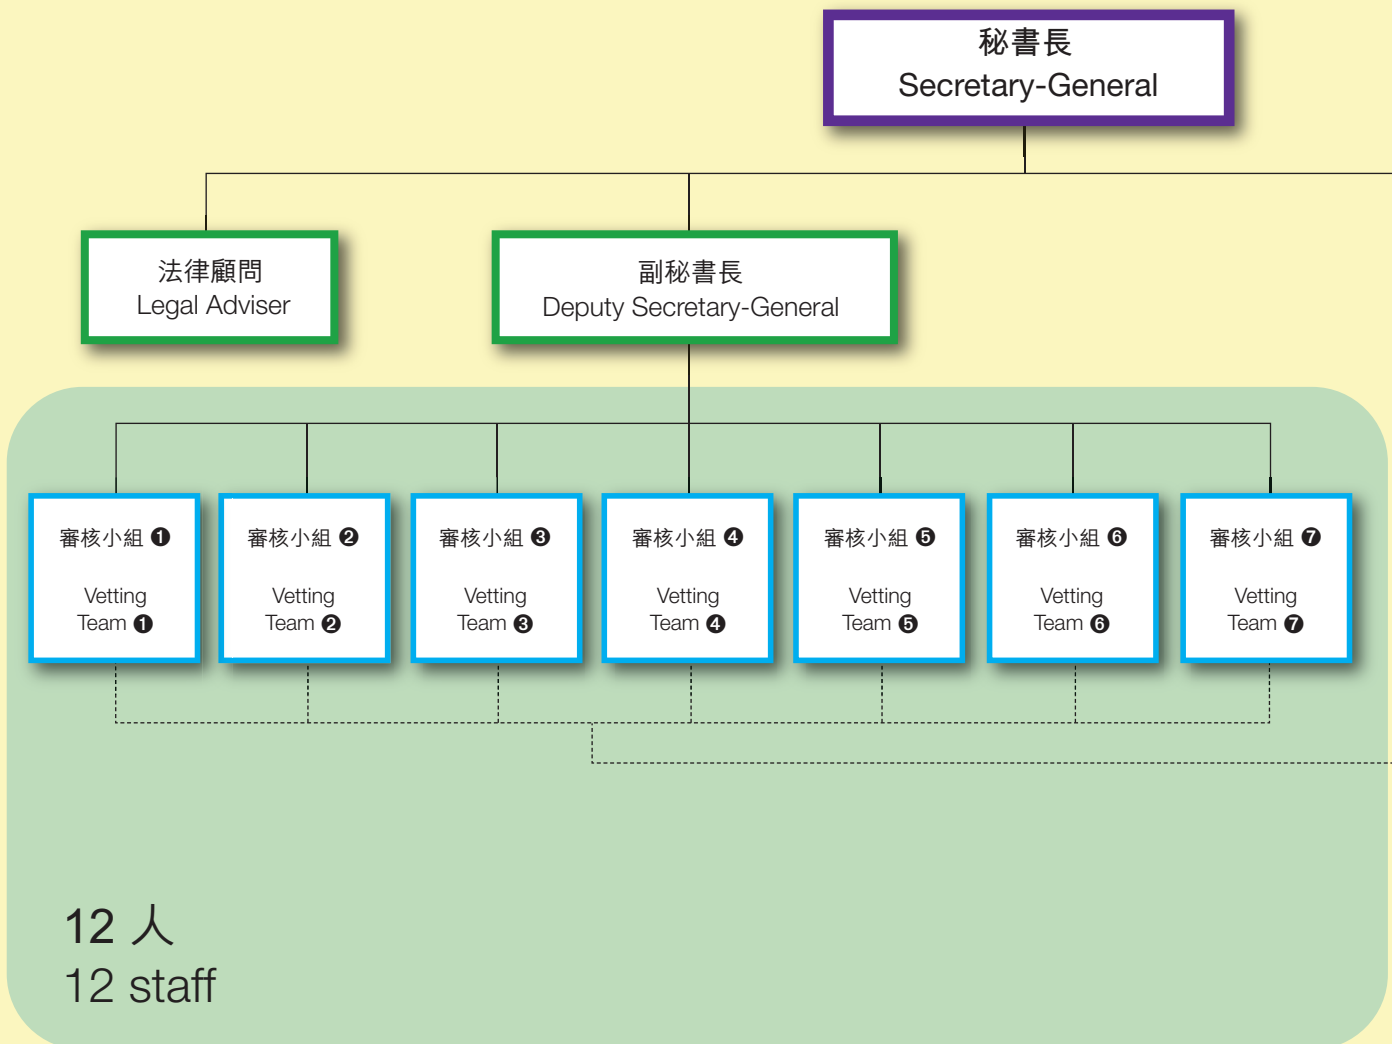 秘書長
Secretary-General
法律顧問
Legal Adviser
副秘書長
Deputy Secretary-General
審核小組 ❶
Vetting
Team ❶
審核小組 ❷
Vetting
Team ❷
審核小組 ❸
Vetting
Team ❸
審核小組 ❹
Vetting
Team ❹
審核小組 ❺
Vetting
Team ❺
審核小組 ❻
Vetting
Team ❻
審核小組 ❼
Vetting
Team ❼
12 人
12 staff